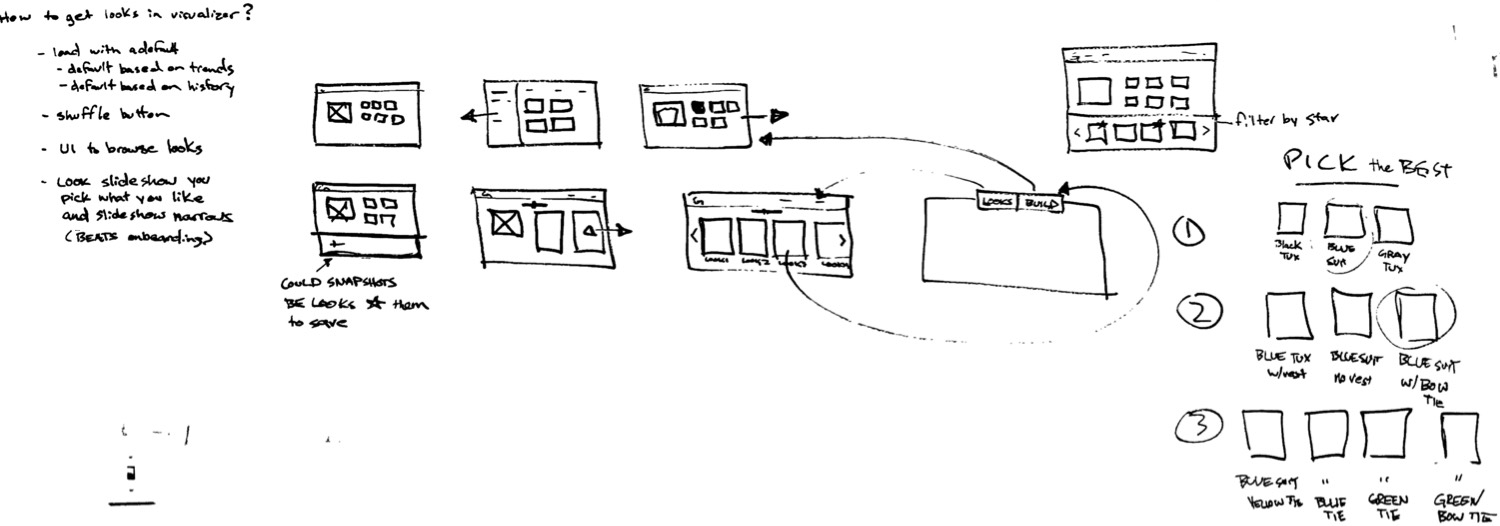 How to get looks in visualizer?
- load with a default
- default based on trends
- default based on history
- shuffle button
- UI to browse looks
- Look slideshow you
pick what you like
and slideshow narrows
(BEATS onboarding)
COULD SNAPSHOTS
BE LOOKS ☆ them
to save
LOOKS BUILD
filter by star
PICK the BEST
1
Black
TUX
BLUE
SUIT
GRAY
TUX
2
BLUE TUX
w/vest
BLUE SUIT
no vest
BLUE SUIT
w/ BOW
TIE
3
BLUE SUIT
YELLOW TIE
"
BLUE
TIE
"
GREEN
TIE
"
GREEN/
BOW TIE